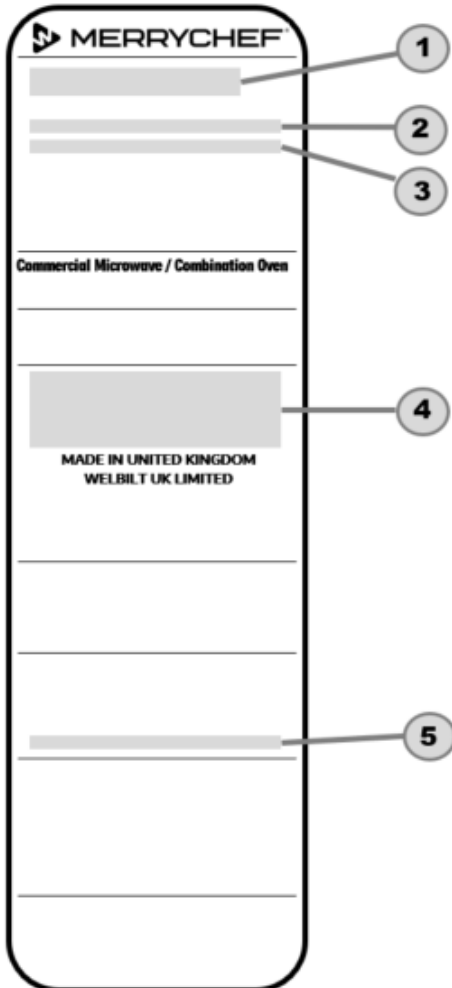 MERRYCHEF
1
2
3
Commercial Microwave / Combination Oven
4
MADE IN UNITED KINGDOM
WELBILT UK LIMITED
5